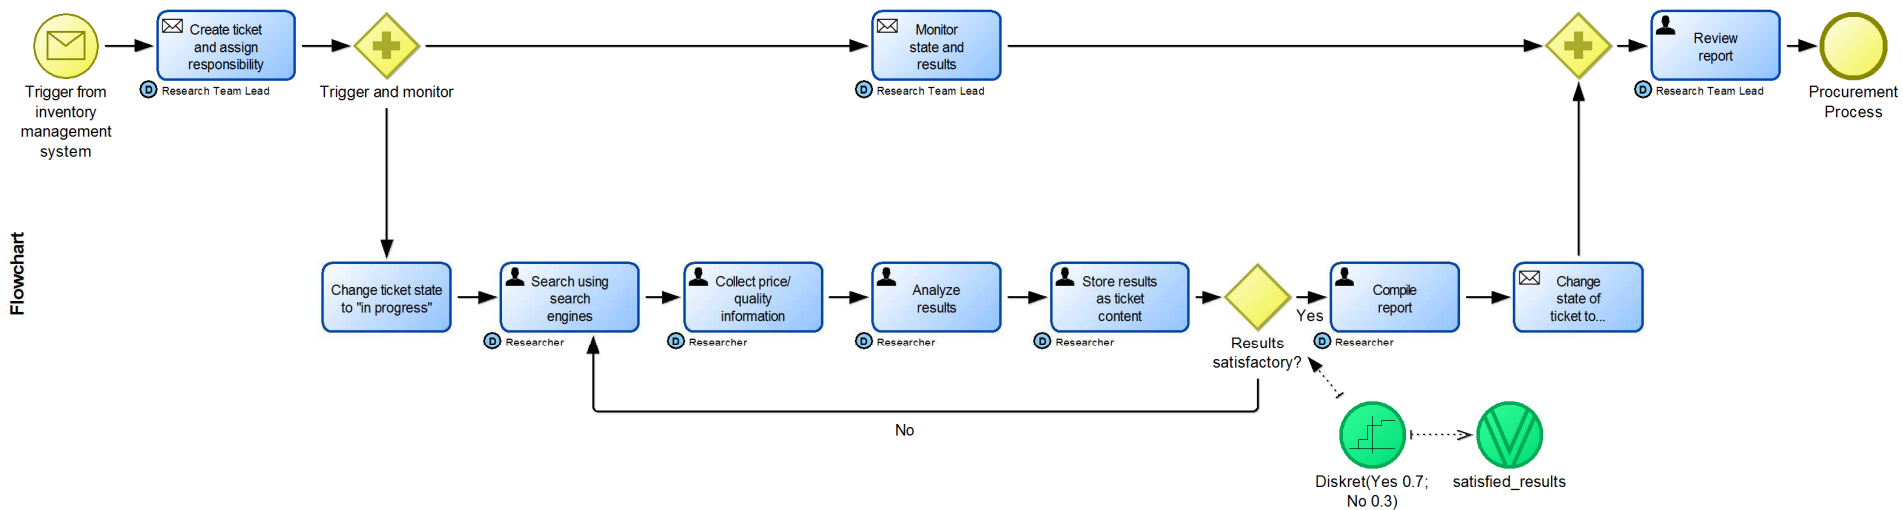 Trigger from
inventory
management
system
Create ticket
and assign
responsibility
D Research Team Lead
Trigger and monitor
Monitor
state and
results
D Research Team Lead
Review
report
D Research Team Lead
Procurement
Process
Flowchart
Change ticket state
to "in progress"
Search using
search
engines
D Researcher
Collect price/
quality
information
D Researcher
Analyze
results
D Researcher
Store results
as ticket
content
D Researcher
Results
satisfactory?
Yes
No
Compile
report
D Researcher
Change
state of
ticket to...
Diskret(Yes 0.7;
No 0.3)
satisfied_results